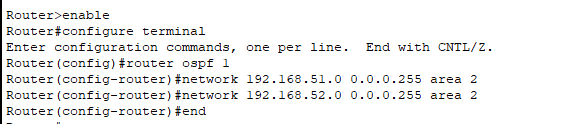 Router>enable
Router#configure terminal
Enter configuration commands, one per line.  End with CNTL/Z.
Router(config)#router ospf 1
Router(config-router)#network 192.168.51.0 0.0.0.255 area 2
Router(config-router)#network 192.168.52.0 0.0.0.255 area 2
Router(config-router)#end